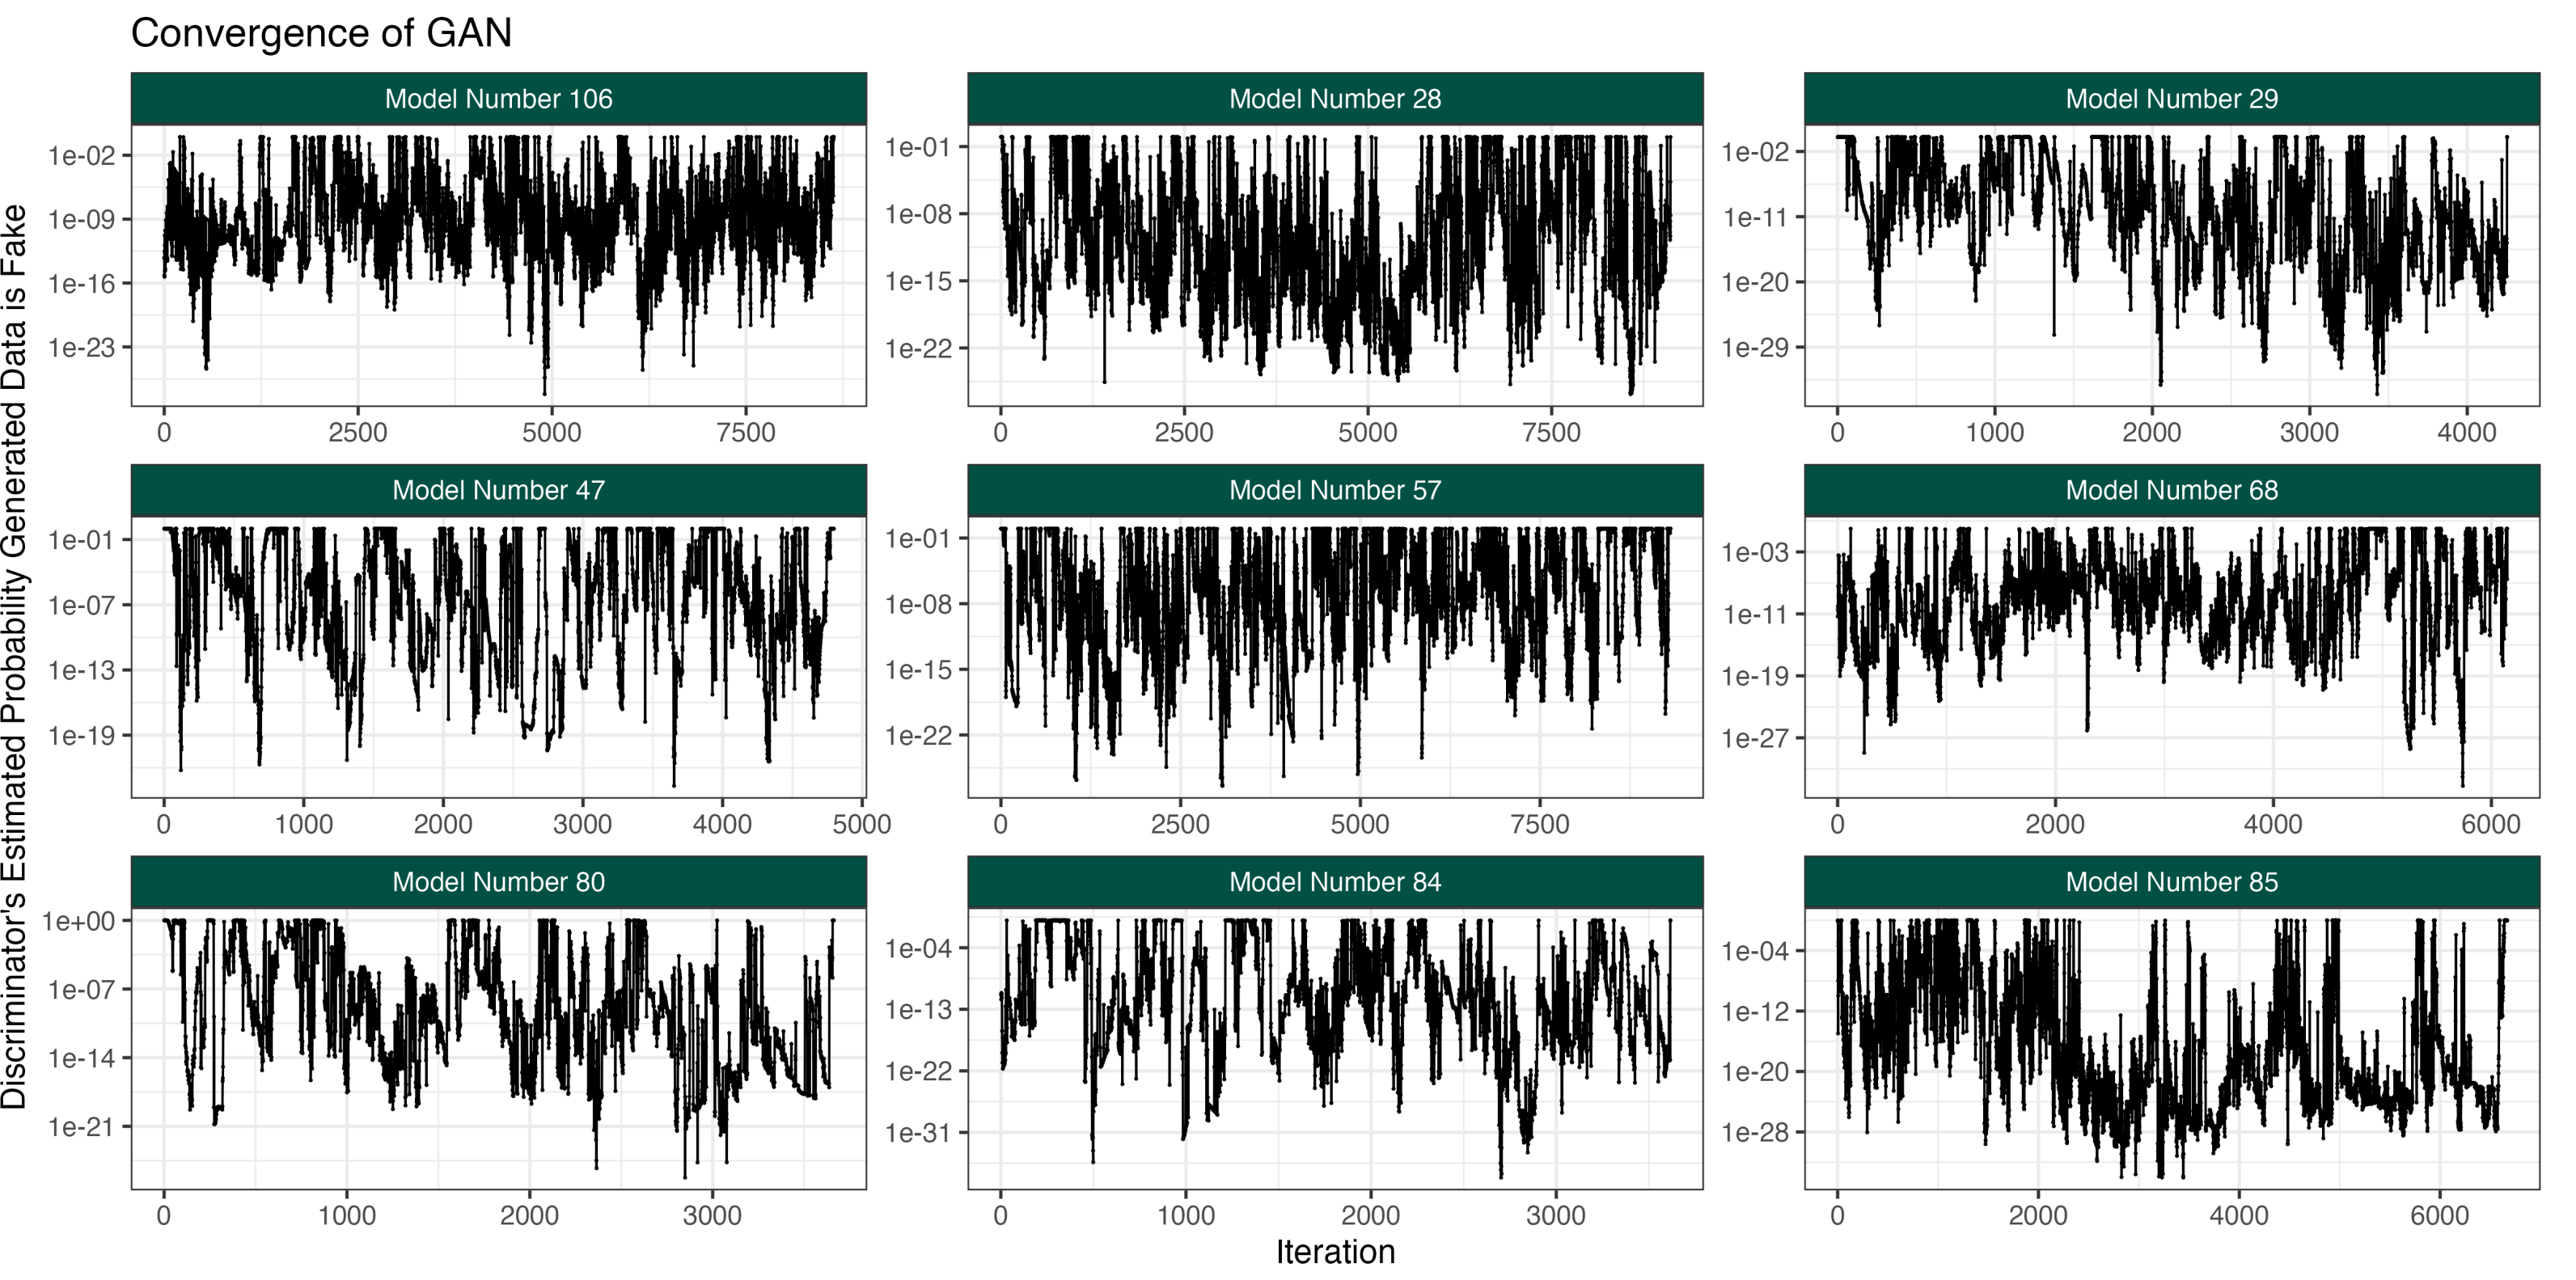 Convergence of GAN
Discriminator's Estimated Probability Generated Data is Fake
Model Number 106
1e-02
1e-09
1e-16
1e-23
0 2500 5000 7500
Model Number 28
1e-01
1e-08
1e-15
1e-22
0 2500 5000 7500
Model Number 29
1e-02
1e-11
1e-20
1e-29
0 1000 2000 3000 4000
Model Number 47
1e-01
1e-07
1e-13
1e-19
0 1000 2000 3000 4000 5000
Model Number 57
1e-01
1e-08
1e-15
1e-22
0 2500 5000 7500
Model Number 68
1e-03
1e-11
1e-19
1e-27
0 2000 4000 6000
Model Number 80
1e+00
1e-07
1e-14
1e-21
0 1000 2000 3000
Model Number 84
1e-04
1e-13
1e-22
1e-31
0 1000 2000 3000
Model Number 85
1e-04
1e-12
1e-20
1e-28
0 2000 4000 6000
Iteration